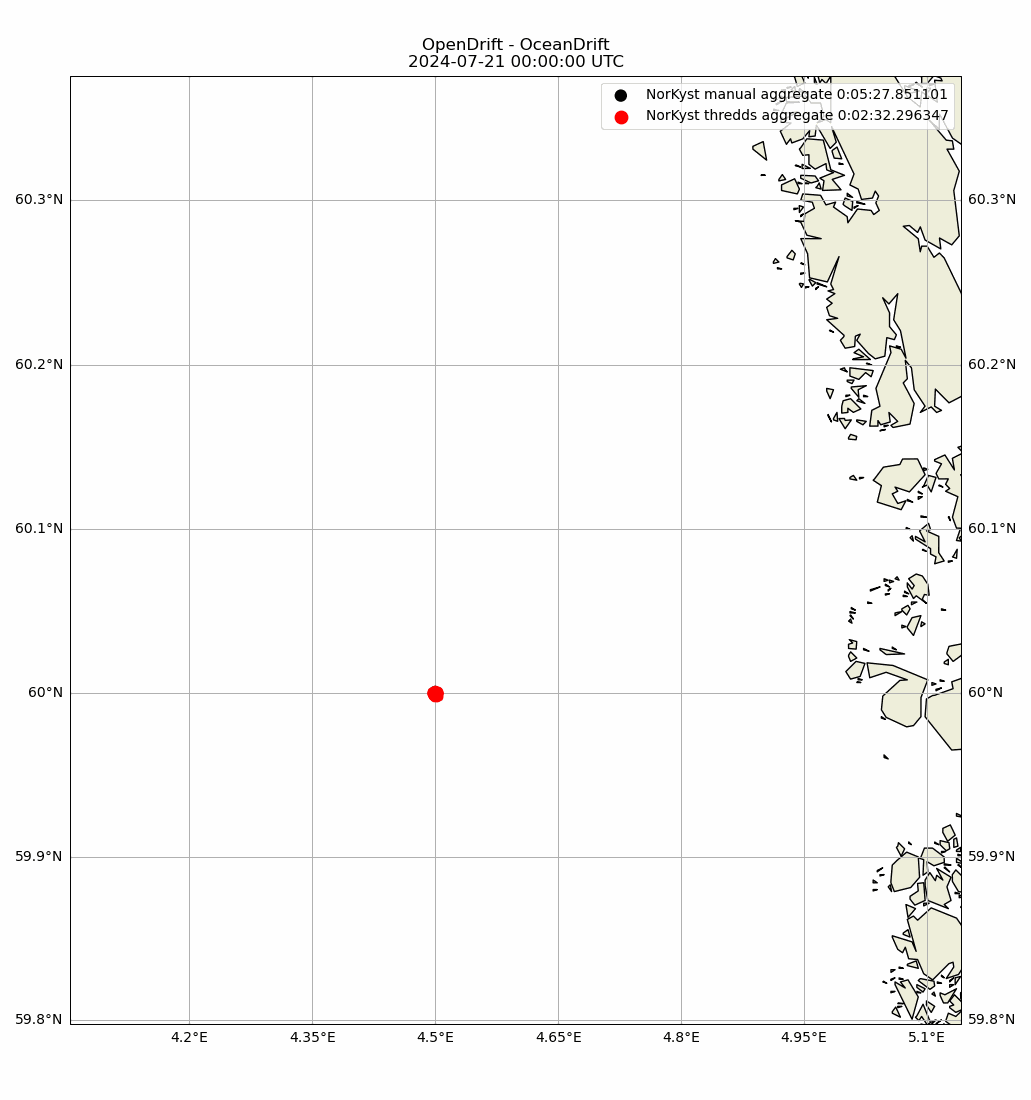 OpenDrift - OceanDrift
2024-07-21 00:00:00 UTC
NorKyst manual aggregate 0:05:27.851101
NorKyst thredds aggregate 0:02:32.296347
60.3°N 60.3°N
60.2°N 60.2°N
60.1°N 60.1°N
60°N 60°N
59.9°N 59.9°N
59.8°N 59.8°N
4.2°E 4.35°E 4.5°E 4.65°E 4.8°E 4.95°E 5.1°E